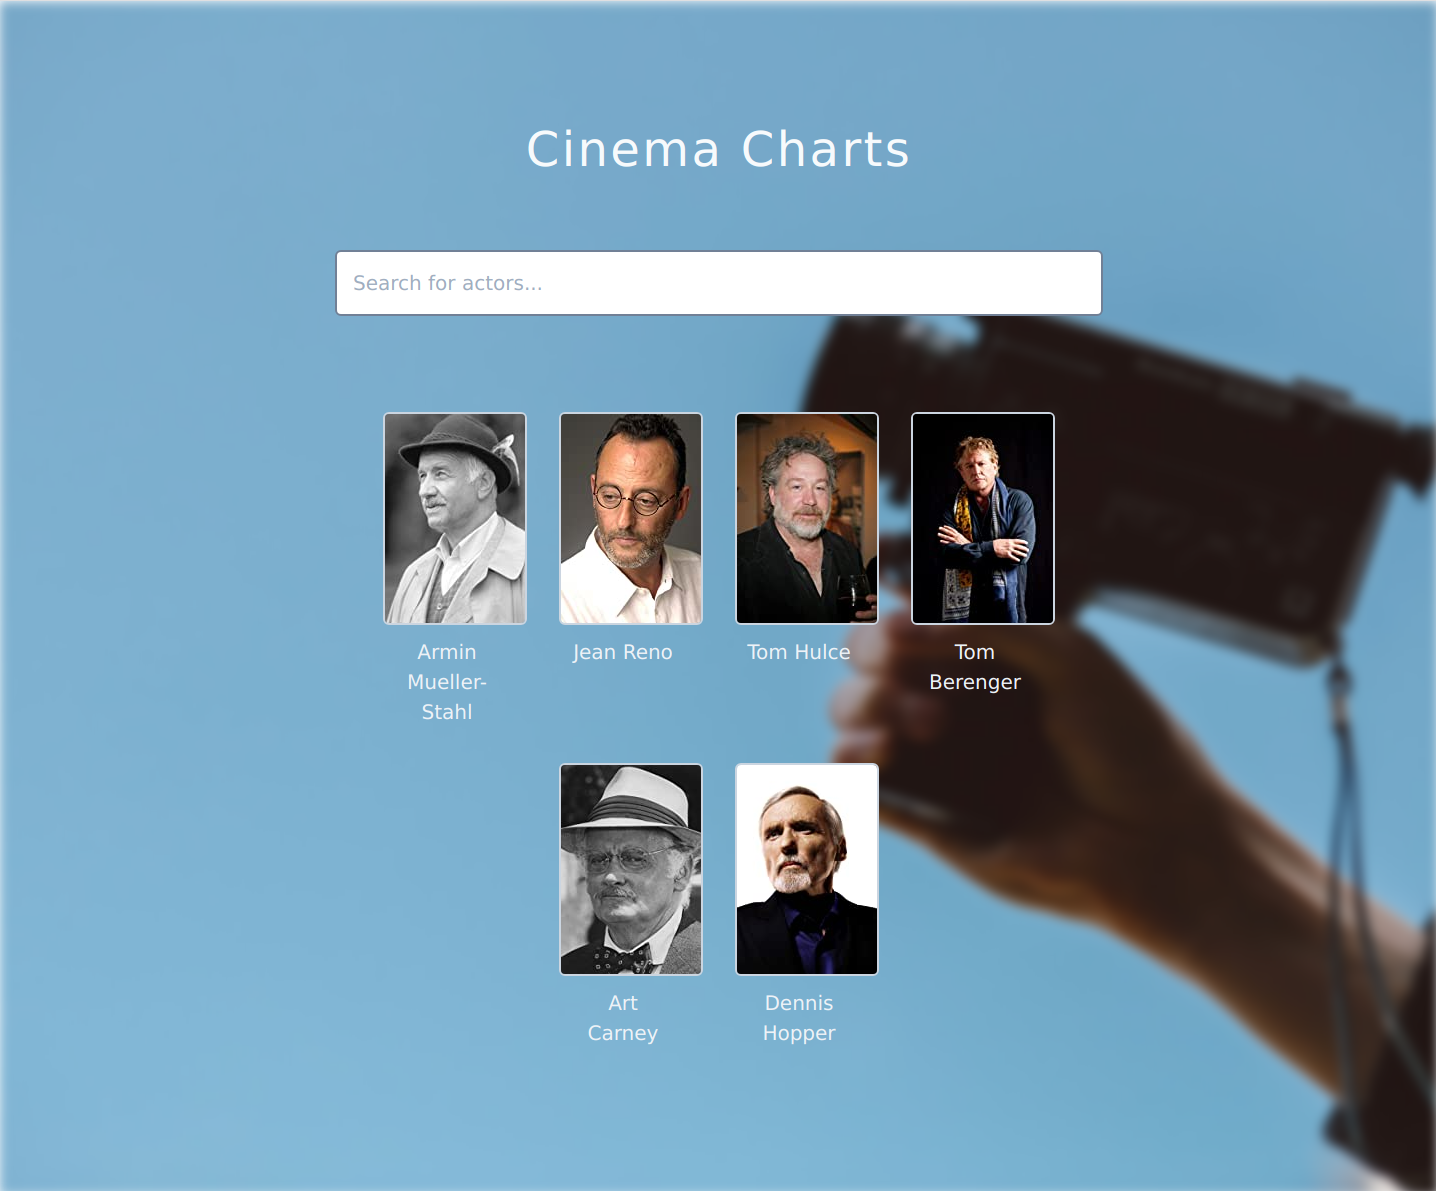 Cinema Charts
Search for actors...
Armin
Mueller-
Stahl
Jean Reno
Tom Hulce
Tom
Berenger
Art
Carney
Dennis
Hopper